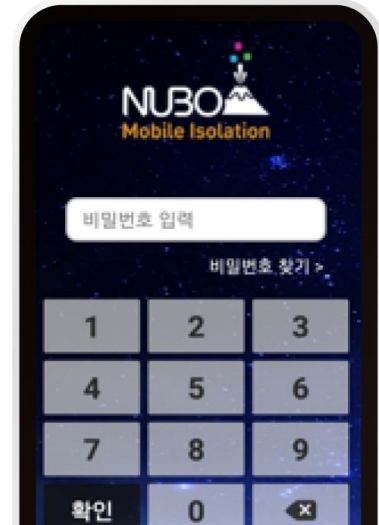 NUBO
Mobile Isolation
비밀번호 입력
비밀번호 찾기 >
1 2 3
4 5 6
7 8 9
확인 0